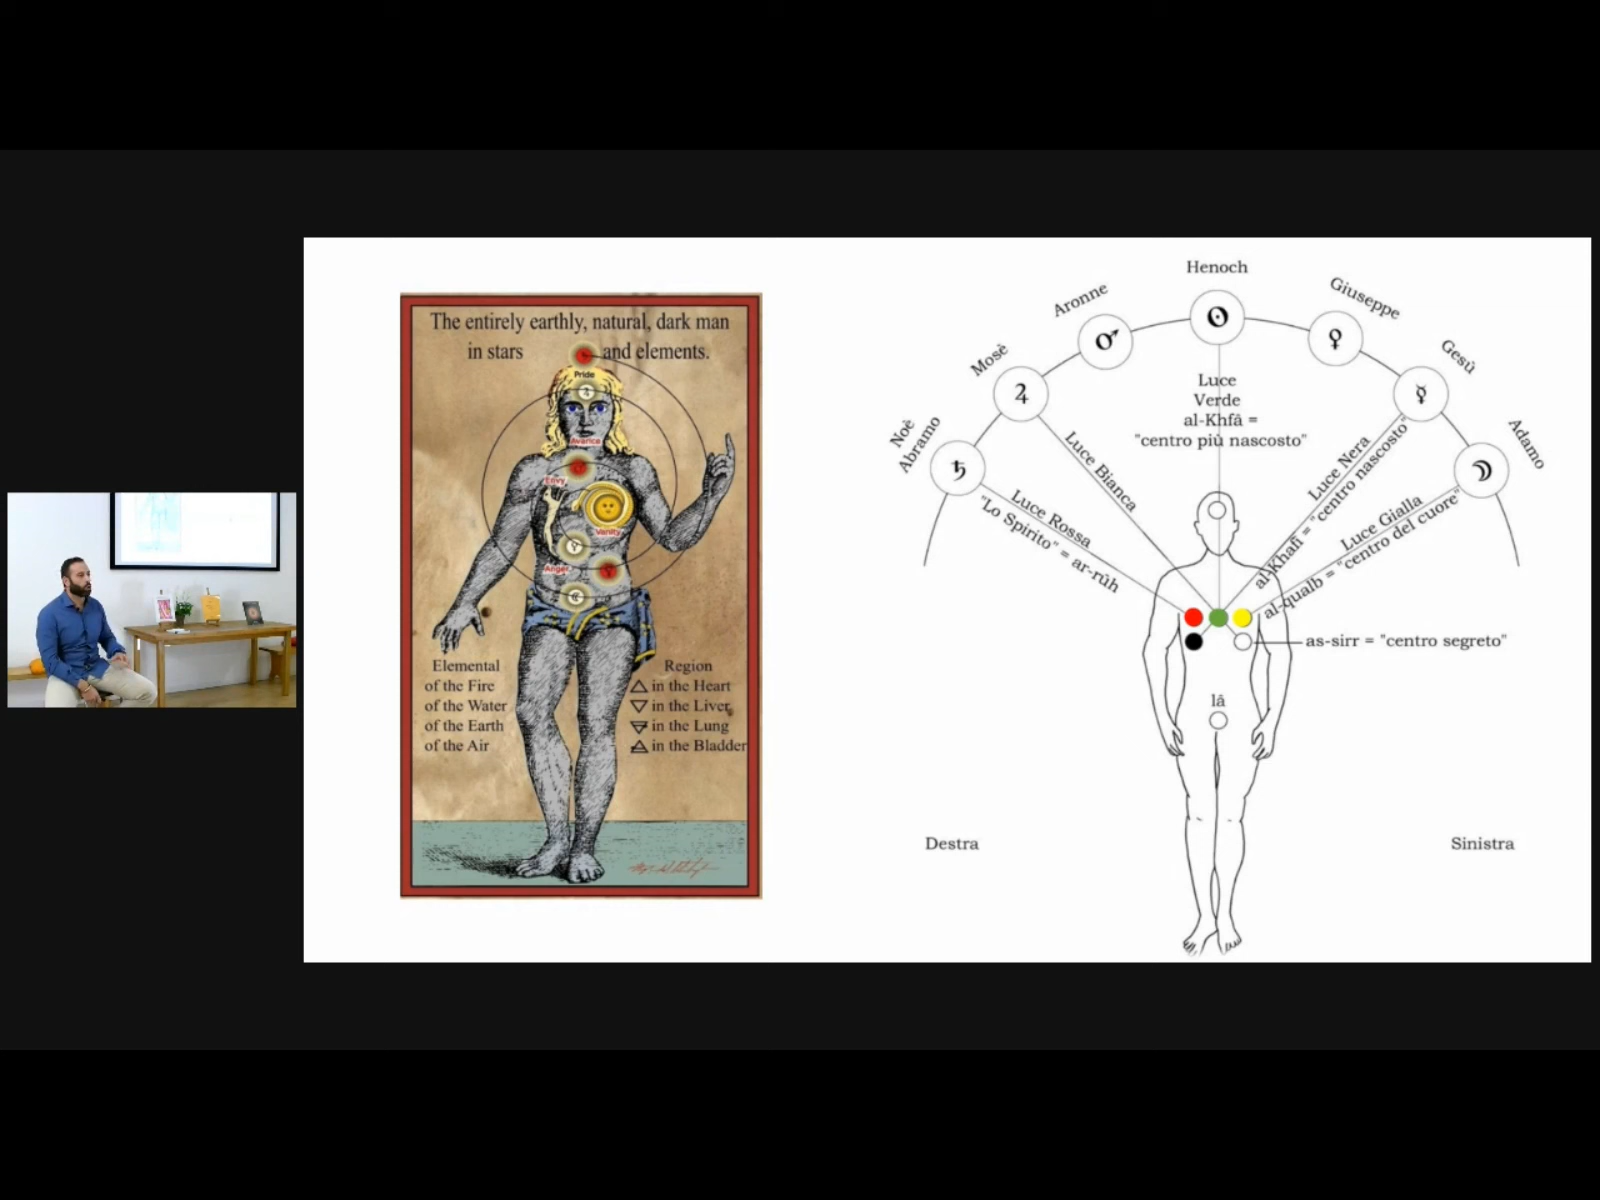 The entirely earthly, natural, dark man
in stars and elements.
Pride
Avarice
Envy
Vanity
Anger
Elemental
of the Fire
of the Water
of the Earth
of the Air
Region
in the Heart
in the Liver
in the Lung
in the Bladder
Noè
Abramo
Mosè
Aronne
Henoch
Giuseppe
Gesù
Adamo
Luce
Verde
al-Khfā =
"centro più nascosto"
Luce Rossa
"Lo Spirito" = ar-rūh
Luce Bianca
Luce Nera
al-Khafī = "centro nascosto"
Luce Gialla
al-qualb = "centro del cuore"
as-sirr = "centro segreto"
lā
Destra
Sinistra